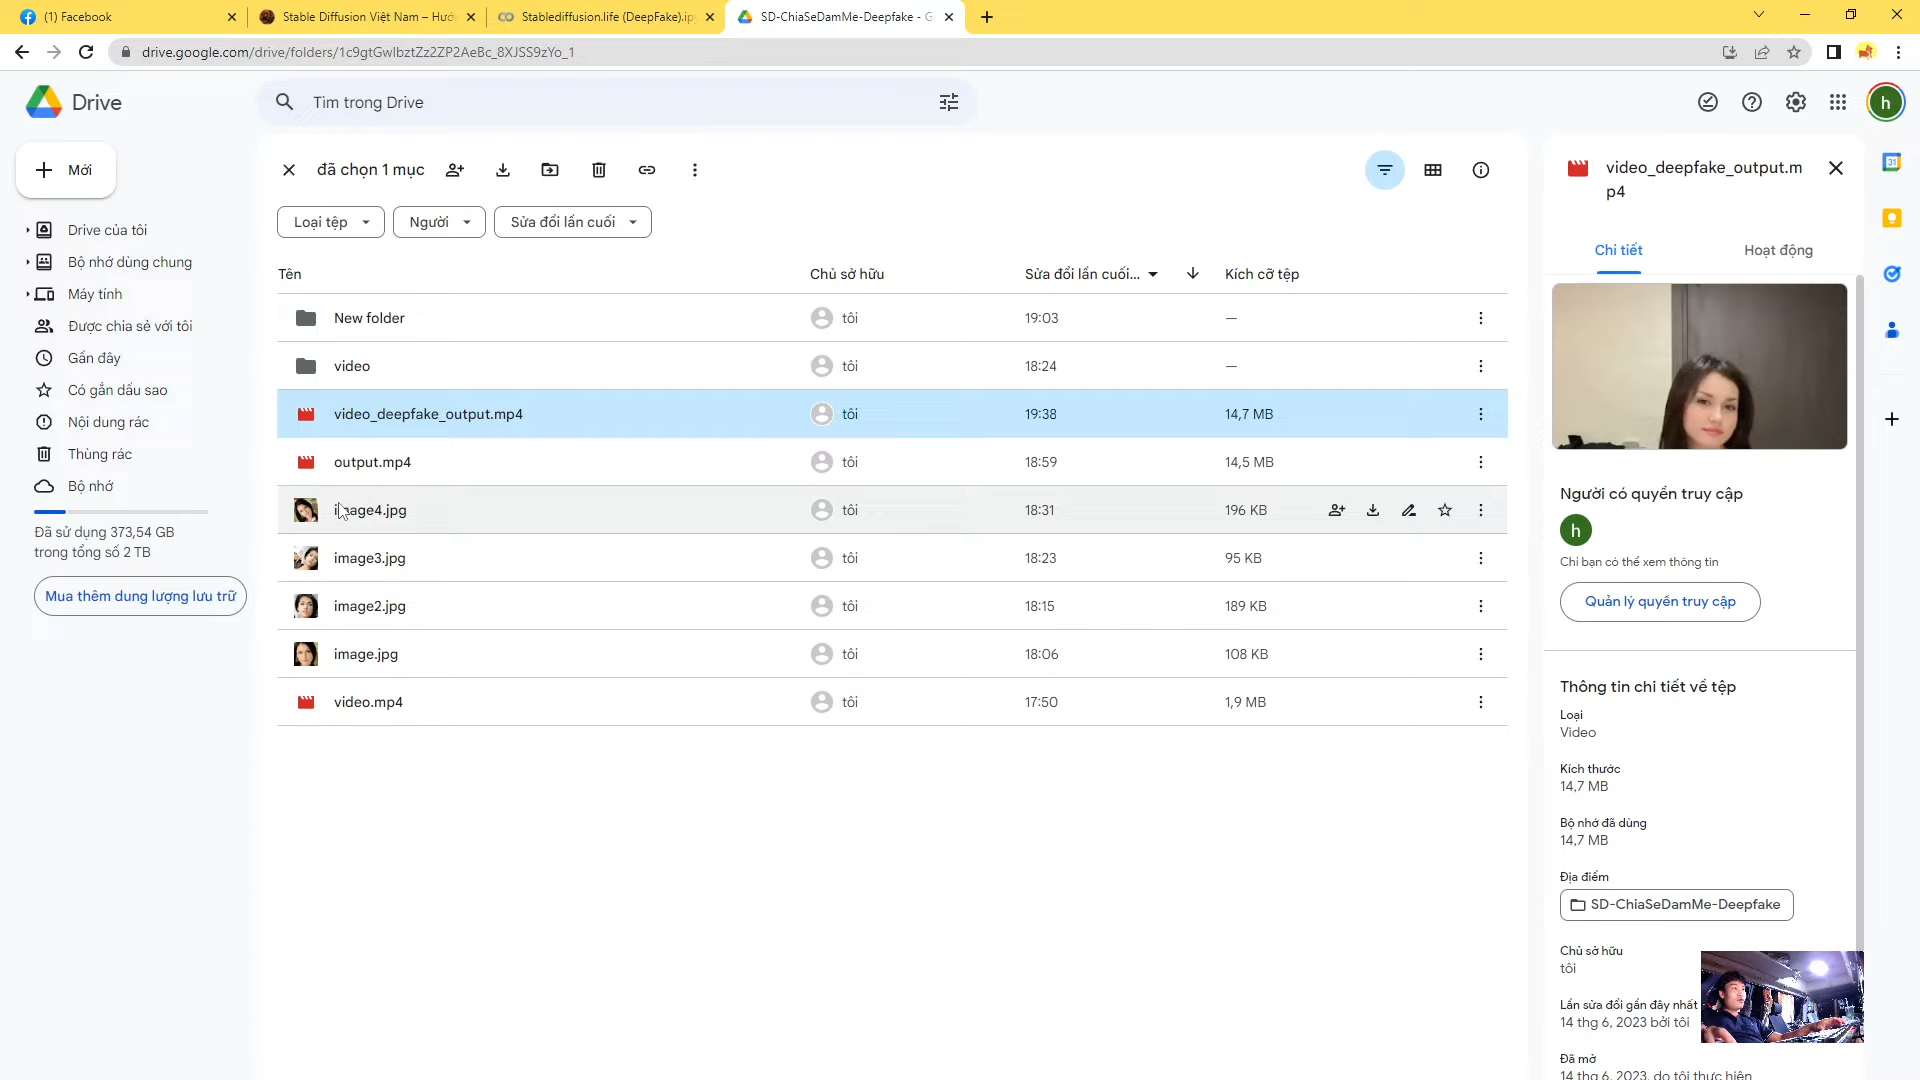 (1) Facebook
Stable Diffusion Việt Nam – Hướ
Stablediffusion.life (DeepFake).ip
SD-ChiaSeDamMe-Deepfake - G
drive.google.com/drive/folders/1c9gtGwlbztZz2ZP2AeBc_8XJSS9zYo_1
Drive
Tìm trong Drive
h
Mới
đã chọn 1 mục
Loại tệp
Người
Sửa đổi lần cuối
Drive của tôi
Bộ nhớ dùng chung
Máy tính
Được chia sẻ với tôi
Gần đây
Có gắn dấu sao
Nội dung rác
Thùng rác
Bộ nhớ
Đã sử dụng 373,54 GB
trong tổng số 2 TB
Mua thêm dung lượng lưu trữ
Tên
Chủ sở hữu
Sửa đổi lần cuối...
Kích cỡ tệp
New folder
tôi
19:03
—
video
tôi
18:24
—
video_deepfake_output.mp4
tôi
19:38
14,7 MB
output.mp4
tôi
18:59
14,5 MB
image4.jpg
tôi
18:31
196 KB
image3.jpg
tôi
18:23
95 KB
image2.jpg
tôi
18:15
189 KB
image.jpg
tôi
18:06
108 KB
video.mp4
tôi
17:50
1,9 MB
video_deepfake_output.m
p4
Chi tiết
Hoạt động
Người có quyền truy cập
h
Chỉ bạn có thể xem thông tin
Quản lý quyền truy cập
Thông tin chi tiết về tệp
Loại
Video
Kích thước
14,7 MB
Bộ nhớ đã dùng
14,7 MB
Địa điểm
SD-ChiaSeDamMe-Deepfake
Chủ sở hữu
tôi
Lần sửa đổi gần đây nhất
14 thg 6, 2023 bởi tôi
Đã mở
14 thg 6, 2023, do tôi thực hiện
31